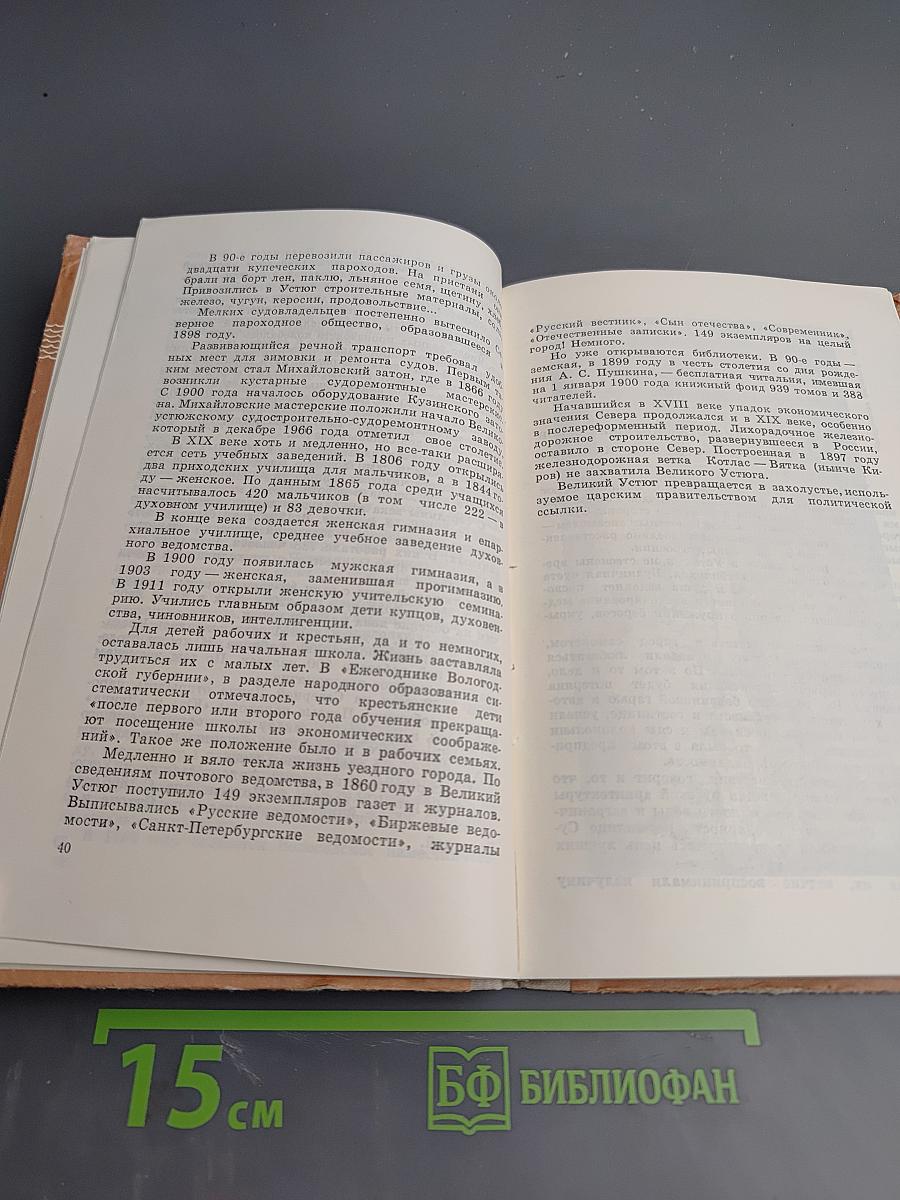 В 90-е годы перевозили пассажиров и грузы около
двадцати купеческих пароходов. На пристани
брали на борт лен, паклю, льняное семя, щетину,
Привозились в Устюг строительные материалы,
железо, чугун, керосин, продовольствие...
Мелких судовладельцев постепенно вытеснило
верное пароходное общество, образовавшееся в
1898 году.
Развивающийся речной транспорт требовал
ных мест для зимовки и ремонта судов. Первым
ким местом стал Михайловский затон, где в 1866 году
возникли кустарные судоремонтные мастерские
С 1900 года началось оборудование Кузинского
на. Михайловские мастерские положили начало Велико-
устюжскому судостроительно-судоремонтному заводу,
который в декабре 1966 года отметил свое столетие.
В XIX веке хоть и медленно, но все-таки расширя-
ется сеть учебных заведений. В 1806 году открылись
два приходских училища для мальчиков, а в 1844 го-
ду — женское. По данным 1865 года среди учащихся
насчитывалось 420 мальчиков (в том числе 222 — в
духовном училище) и 83 девочки.
В конце века создается женская гимназия и епар-
хиальное училище, среднее учебное заведение духов-
ного ведомства.
В 1900 году появилась мужская гимназия, а в
1903 году — женская, заменившая прогимназию.
В 1911 году открыли женскую учительскую семина-
рию. Учились главным образом дети купцов, духовен-
ства, чиновников, интеллигенции.
Для детей рабочих и крестьян, да и то немногих,
оставалась лишь начальная школа. Жизнь заставляла
трудиться их с малых лет. В «Ежегоднике Вологод-
ской губернии», в разделе народного образования си-
стематически отмечалось, что крестьянские дети
«после первого или второго года обучения прекраща-
ют посещение школы из экономических соображе-
ний». Такое же положение было и в рабочих семьях.
Медленно и вяло текла жизнь уездного города. По
сведениям почтового ведомства, в 1860 году в Великий
Устюг поступило 149 экземпляров газет и журналов.
Выписывались «Русские ведомости», «Биржевые ведо-
мости», «Санкт-Петербургские ведомости», журналы
40
«Русский вестник», «Сын отечества», «Современник»,
«Отечественные записки». 149 экземпляров на целый
город! Немного.
Но уже открываются библиотеки. В 90-е годы —
земская, в 1899 году в честь столетия со дня рожде-
ния А. С. Пушкина, — бесплатная читальня, имевшая
на 1 января 1900 года книжный фонд 939 томов и 388
читателей.
Начавшийся в XVIII веке упадок экономического
значения Севера продолжался и в XIX веке, особенно
в послереформенный период. Лихорадочное железно-
дорожное строительство, развернувшееся в России,
оставило в стороне Север. Построенная в 1897 году
железнодорожная ветка Котлас — Вятка (нынче Ки-
ров) не захватила Великого Устюга.
Великий Устюг превращается в захолустье, исполь-
зуемое царским правительством для политической
ссылки.
15 см
БФ БИБЛИОФАН